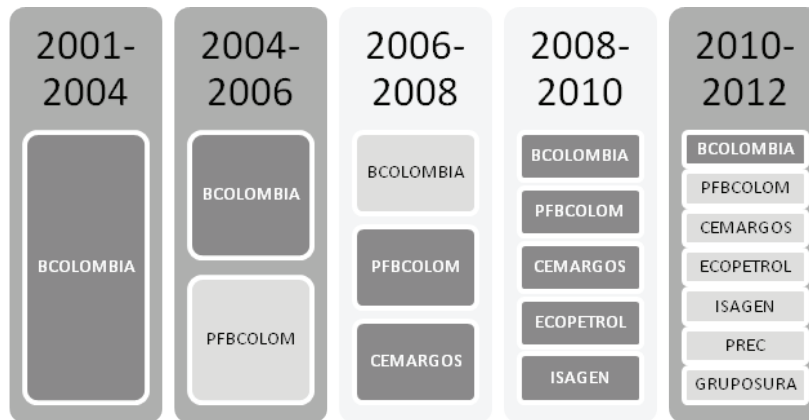 2001-
2004
BCOLOMBIA
2004-
2006
BCOLOMBIA
PFBCOLOM
2006-
2008
BCOLOMBIA
PFBCOLOM
CEMARGOS
2008-
2010
BCOLOMBIA
PFBCOLOM
CEMARGOS
ECOPETROL
ISAGEN
2010-
2012
BCOLOMBIA
PFBCOLOM
CEMARGOS
ECOPETROL
ISAGEN
PREC
GRUPOSURA